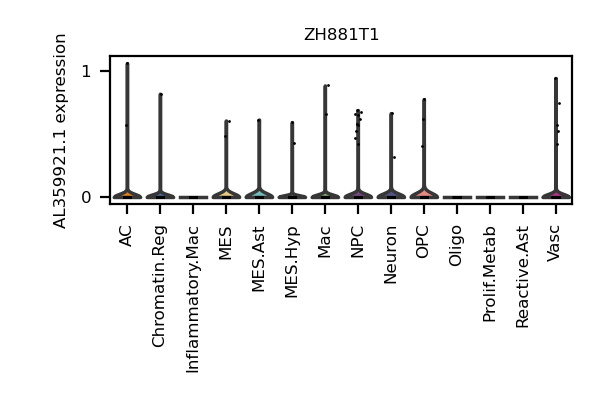 ZH881T1
AL359921.1 expression
1
0
AC
Chromatin.Reg
Inflammatory.Mac
MES
MES.Ast
MES.Hyp
Mac
NPC
Neuron
OPC
Oligo
Prolif.Metab
Reactive.Ast
Vasc